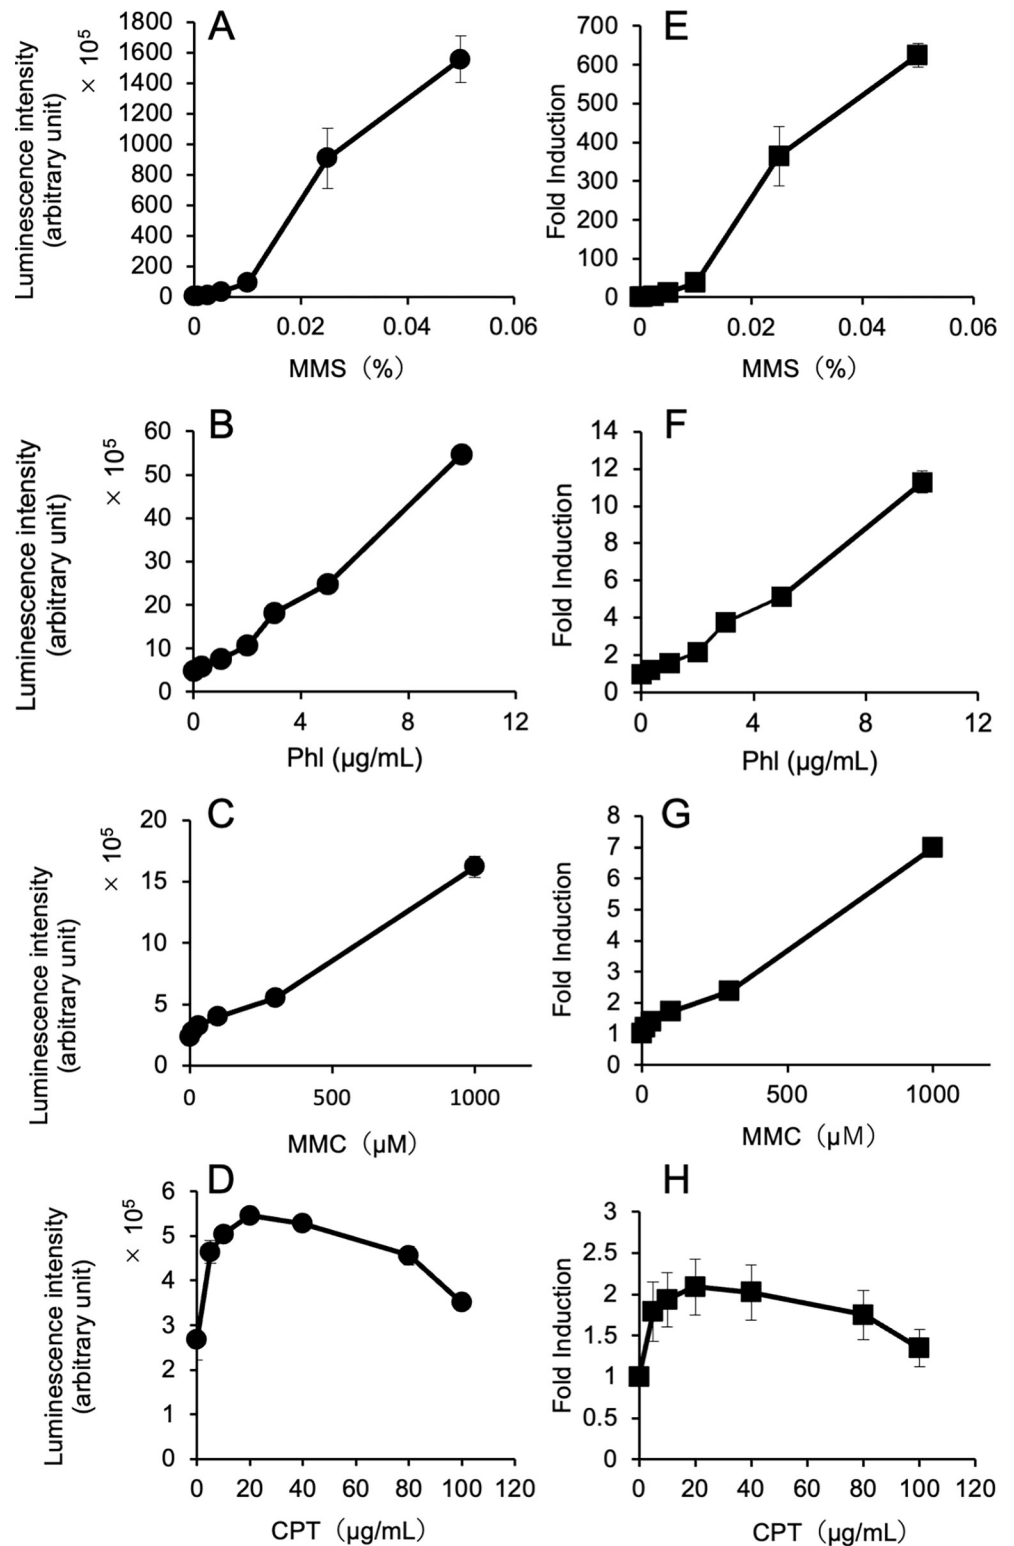 A
Luminescence intensity
(arbitrary unit)
× 10⁵
1800
1600
1400
1200
1000
800
600
400
200
0
0 0.02 0.04 0.06
MMS（%）
E
Fold Induction
700
600
500
400
300
200
100
0
0 0.02 0.04 0.06
MMS（%）
B
Luminescence intensity
(arbitrary unit)
× 10⁵
60
50
40
30
20
10
0
0 4 8 12
Phl (µg/mL)
F
Fold Induction
14
12
10
8
6
4
2
0
0 4 8 12
Phl (µg/mL)
C
Luminescence intensity
(arbitrary unit)
× 10⁵
20
15
10
5
0
0 500 1000
MMC（µM）
G
Fold Induction
8
7
6
5
4
3
2
1
0
0 500 1000
MMC（µM）
D
Luminescence intensity
(arbitrary unit)
× 10⁵
6
5
4
3
2
1
0
0 20 40 60 80 100 120
CPT（µg/mL）
H
Fold Induction
3
2.5
2
1.5
1
0.5
0
0 20 40 60 80 100 120
CPT（µg/mL）